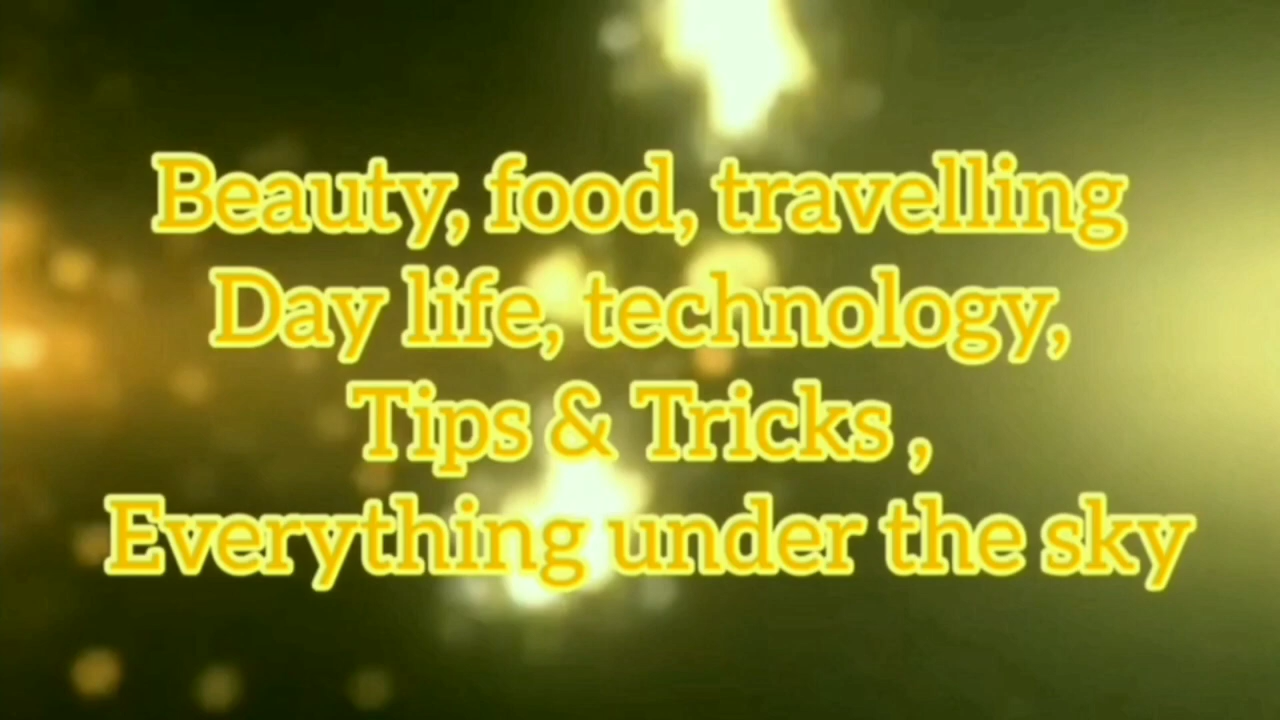 Beauty, food, travelling
Day life, technology,
Tips & Tricks ,
Everything under the sky